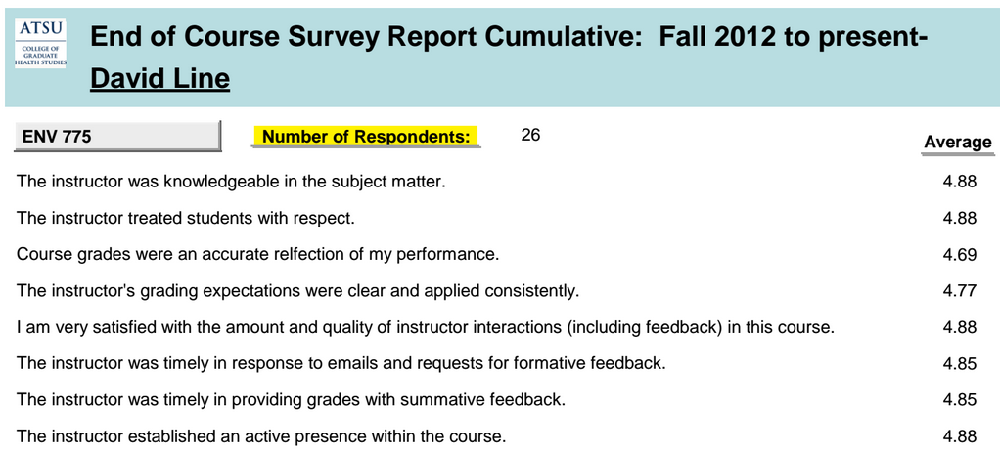 ATSU
COLLEGE OF
GRADUATE
HEALTH STUDIES
End of Course Survey Report Cumulative: Fall 2012 to present-
David Line
ENV 775 Number of Respondents: 26
Average
The instructor was knowledgeable in the subject matter. 4.88
The instructor treated students with respect. 4.88
Course grades were an accurate relfection of my performance. 4.69
The instructor's grading expectations were clear and applied consistently. 4.77
I am very satisfied with the amount and quality of instructor interactions (including feedback) in this course. 4.88
The instructor was timely in response to emails and requests for formative feedback. 4.85
The instructor was timely in providing grades with summative feedback. 4.85
The instructor established an active presence within the course. 4.88